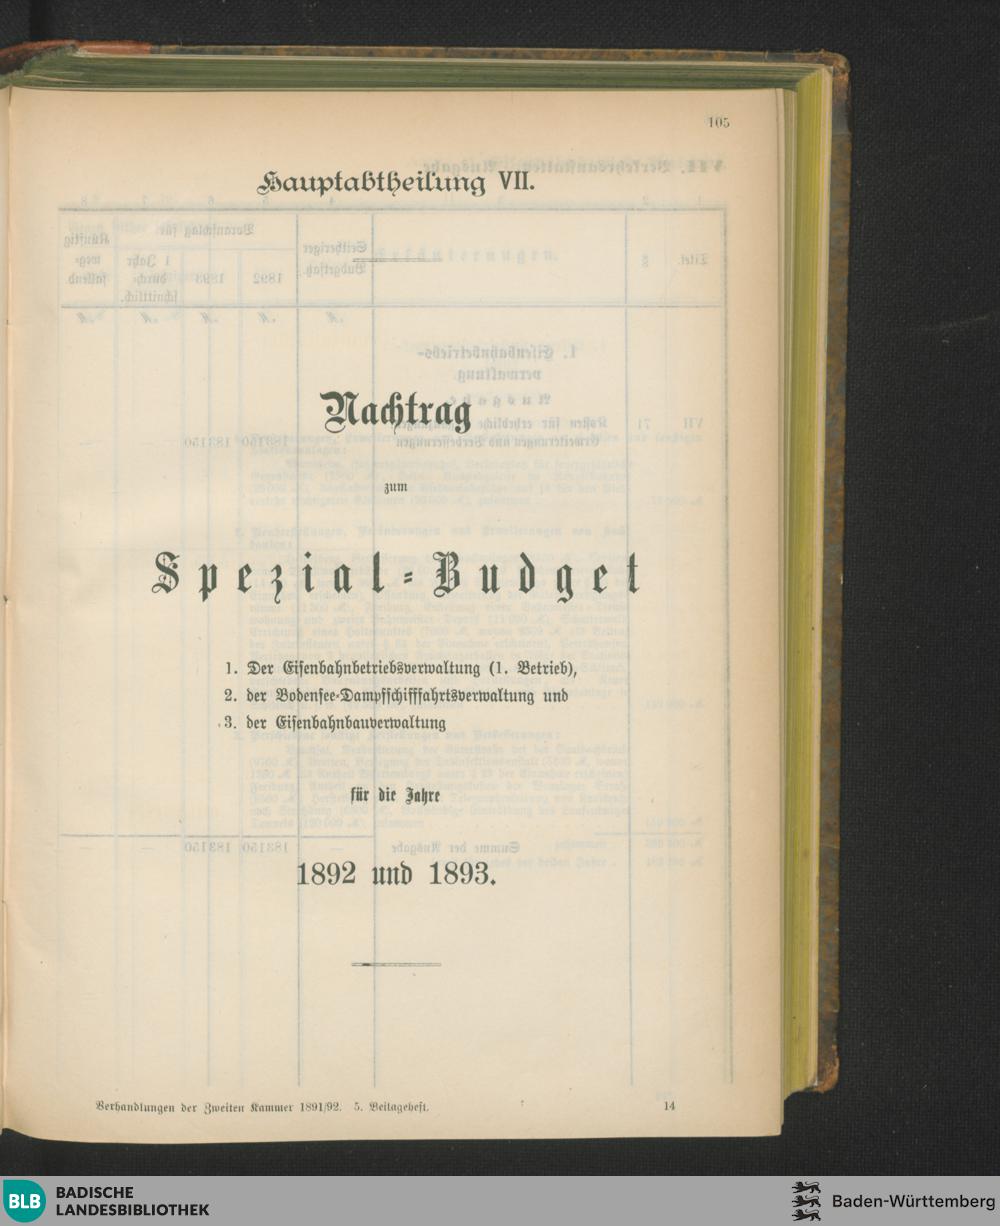 105
Hauptabtheilung VII.
Nachtrag
zum
Spezial-Budget
1. Der Eisenbahnbetriebsverwaltung (1. Betrieb),
2. der Bodensee-Dampfschifffahrtsverwaltung und
3. der Eisenbahnbauverwaltung
für die Jahre
1892 und 1893.
Verhandlungen der Zweiten Kammer 1891/92. 5. Beilageheft.
14
BLB
BADISCHE
LANDESBIBLIOTHEK
Baden-Württemberg